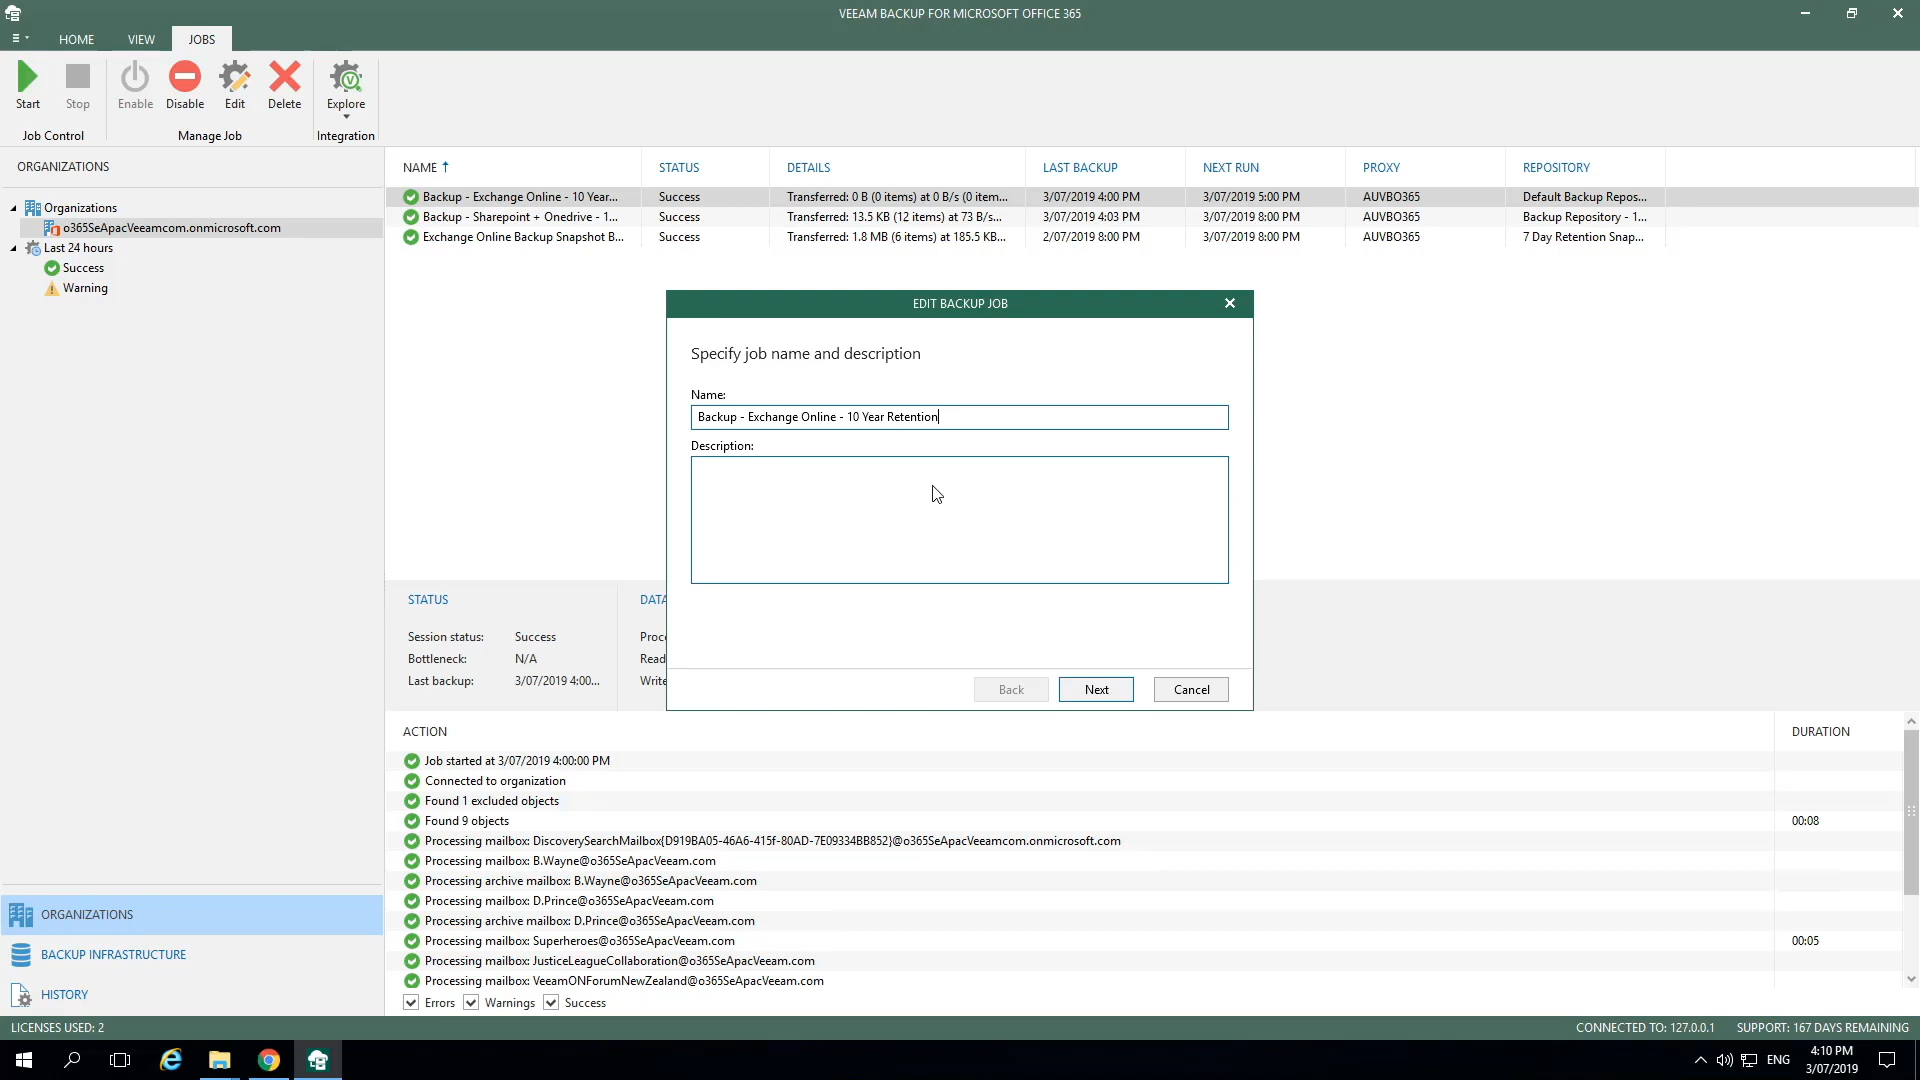 VEEAM BACKUP FOR MICROSOFT OFFICE 365
HOME VIEW JOBS
Start Stop Enable Disable Edit Delete Explore
Job Control Manage Job Integration
ORGANIZATIONS
Organizations
o365SeApacVeeamcom.onmicrosoft.com
Last 24 hours
Success
Warning
NAME STATUS DETAILS LAST BACKUP NEXT RUN PROXY REPOSITORY
Backup - Exchange Online - 10 Year... Success Transferred: 0 B (0 items) at 0 B/s (0 item... 3/07/2019 4:00 PM 3/07/2019 5:00 PM AUVBO365 Default Backup Repos...
Backup - Sharepoint + Onedrive - 1... Success Transferred: 13.5 KB (12 items) at 73 B/s... 3/07/2019 4:03 PM 3/07/2019 8:00 PM AUVBO365 Backup Repository - 1...
Exchange Online Backup Snapshot B... Success Transferred: 1.8 MB (6 items) at 185.5 KB... 2/07/2019 8:00 PM 3/07/2019 8:00 PM AUVBO365 7 Day Retention Snap...
EDIT BACKUP JOB
Specify job name and description
Name:
Backup - Exchange Online - 10 Year Retention
Description:
Back Next Cancel
STATUS DATA
Session status: Success Proce
Bottleneck: N/A Read
Last backup: 3/07/2019 4:00... Write
ACTION DURATION
Job started at 3/07/2019 4:00:00 PM
Connected to organization
Found 1 excluded objects
Found 9 objects 00:08
Processing mailbox: DiscoverySearchMailbox{D919BA05-46A6-415f-80AD-7E09334BB852}@o365SeApacVeeamcom.onmicrosoft.com
Processing mailbox: B.Wayne@o365SeApacVeeam.com
Processing archive mailbox: B.Wayne@o365SeApacVeeam.com
Processing mailbox: D.Prince@o365SeApacVeeam.com
Processing archive mailbox: D.Prince@o365SeApacVeeam.com
Processing mailbox: Superheroes@o365SeApacVeeam.com 00:05
Processing mailbox: JusticeLeagueCollaboration@o365SeApacVeeam.com
Processing mailbox: VeeamONForumNewZealand@o365SeApacVeeam.com
Errors Warnings Success
ORGANIZATIONS
BACKUP INFRASTRUCTURE
HISTORY
LICENSES USED: 2 CONNECTED TO: 127.0.0.1 SUPPORT: 167 DAYS REMAINING
ENG 4:10 PM
3/07/2019